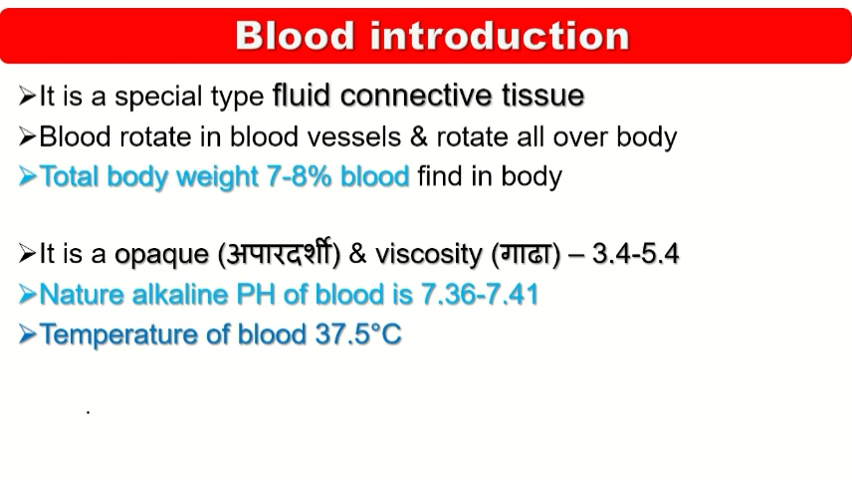 Blood introduction
➢It is a special type fluid connective tissue
➢Blood rotate in blood vessels & rotate all over body
➢Total body weight 7-8% blood find in body
➢It is a opaque (अपारदर्शी) & viscosity (गाढा) – 3.4-5.4
➢Nature alkaline PH of blood is 7.36-7.41
➢Temperature of blood 37.5°C